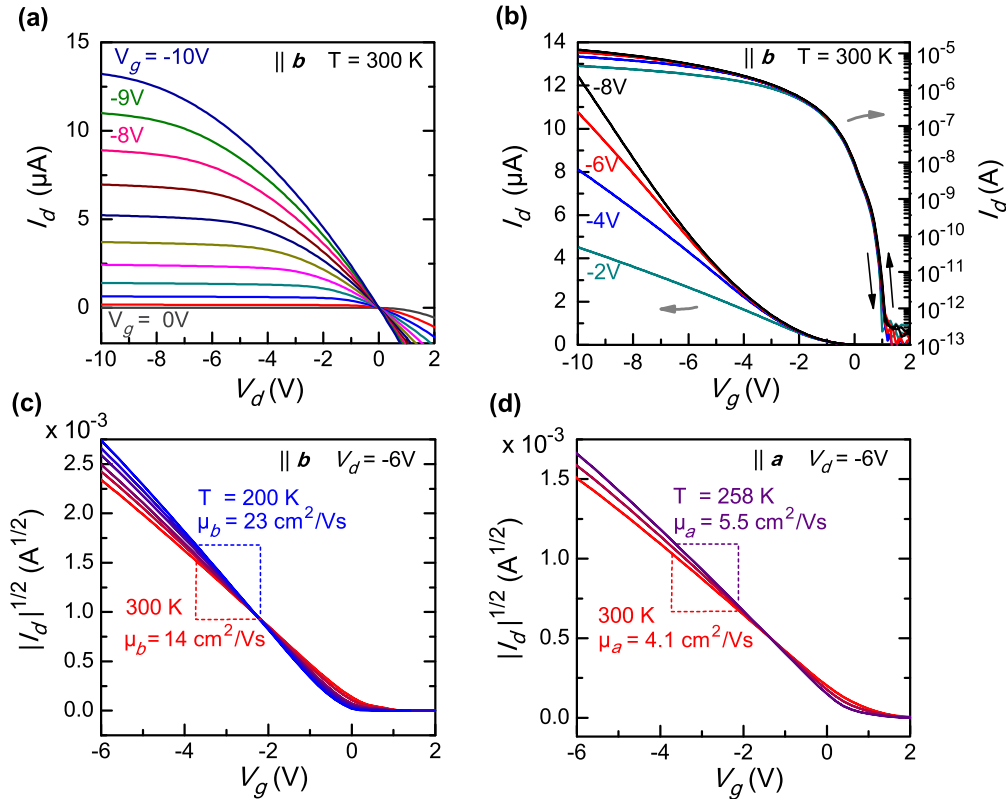 (a)
15
10
5
0
I_d (µA)
V_g = -10V
-9V
-8V
V_g = 0V
|| b T = 300 K
-10 -8 -6 -4 -2 0 2
V_d (V)
(b)
14
12
10
8
6
4
2
0
I_d (µA)
|| b T = 300 K
-8V
-6V
-4V
-2V
10^-5
10^-6
10^-7
10^-8
10^-9
10^-10
10^-11
10^-12
10^-13
I_d (A)
-10 -8 -6 -4 -2 0 2
V_g (V)
(c)
x 10^-3
2.5
2.0
1.5
1.0
0.5
0.0
|I_d|^1/2 (A^1/2)
|| b V_d = -6V
T = 200 K
µ_b = 23 cm^2/Vs
300 K
µ_b = 14 cm^2/Vs
-6 -4 -2 0 2
V_g (V)
(d)
x 10^-3
1.5
1.0
0.5
0.0
|I_d|^1/2 (A^1/2)
|| a V_d = -6V
T = 258 K
µ_a = 5.5 cm^2/Vs
300 K
µ_a = 4.1 cm^2/Vs
-6 -4 -2 0 2
V_g (V)